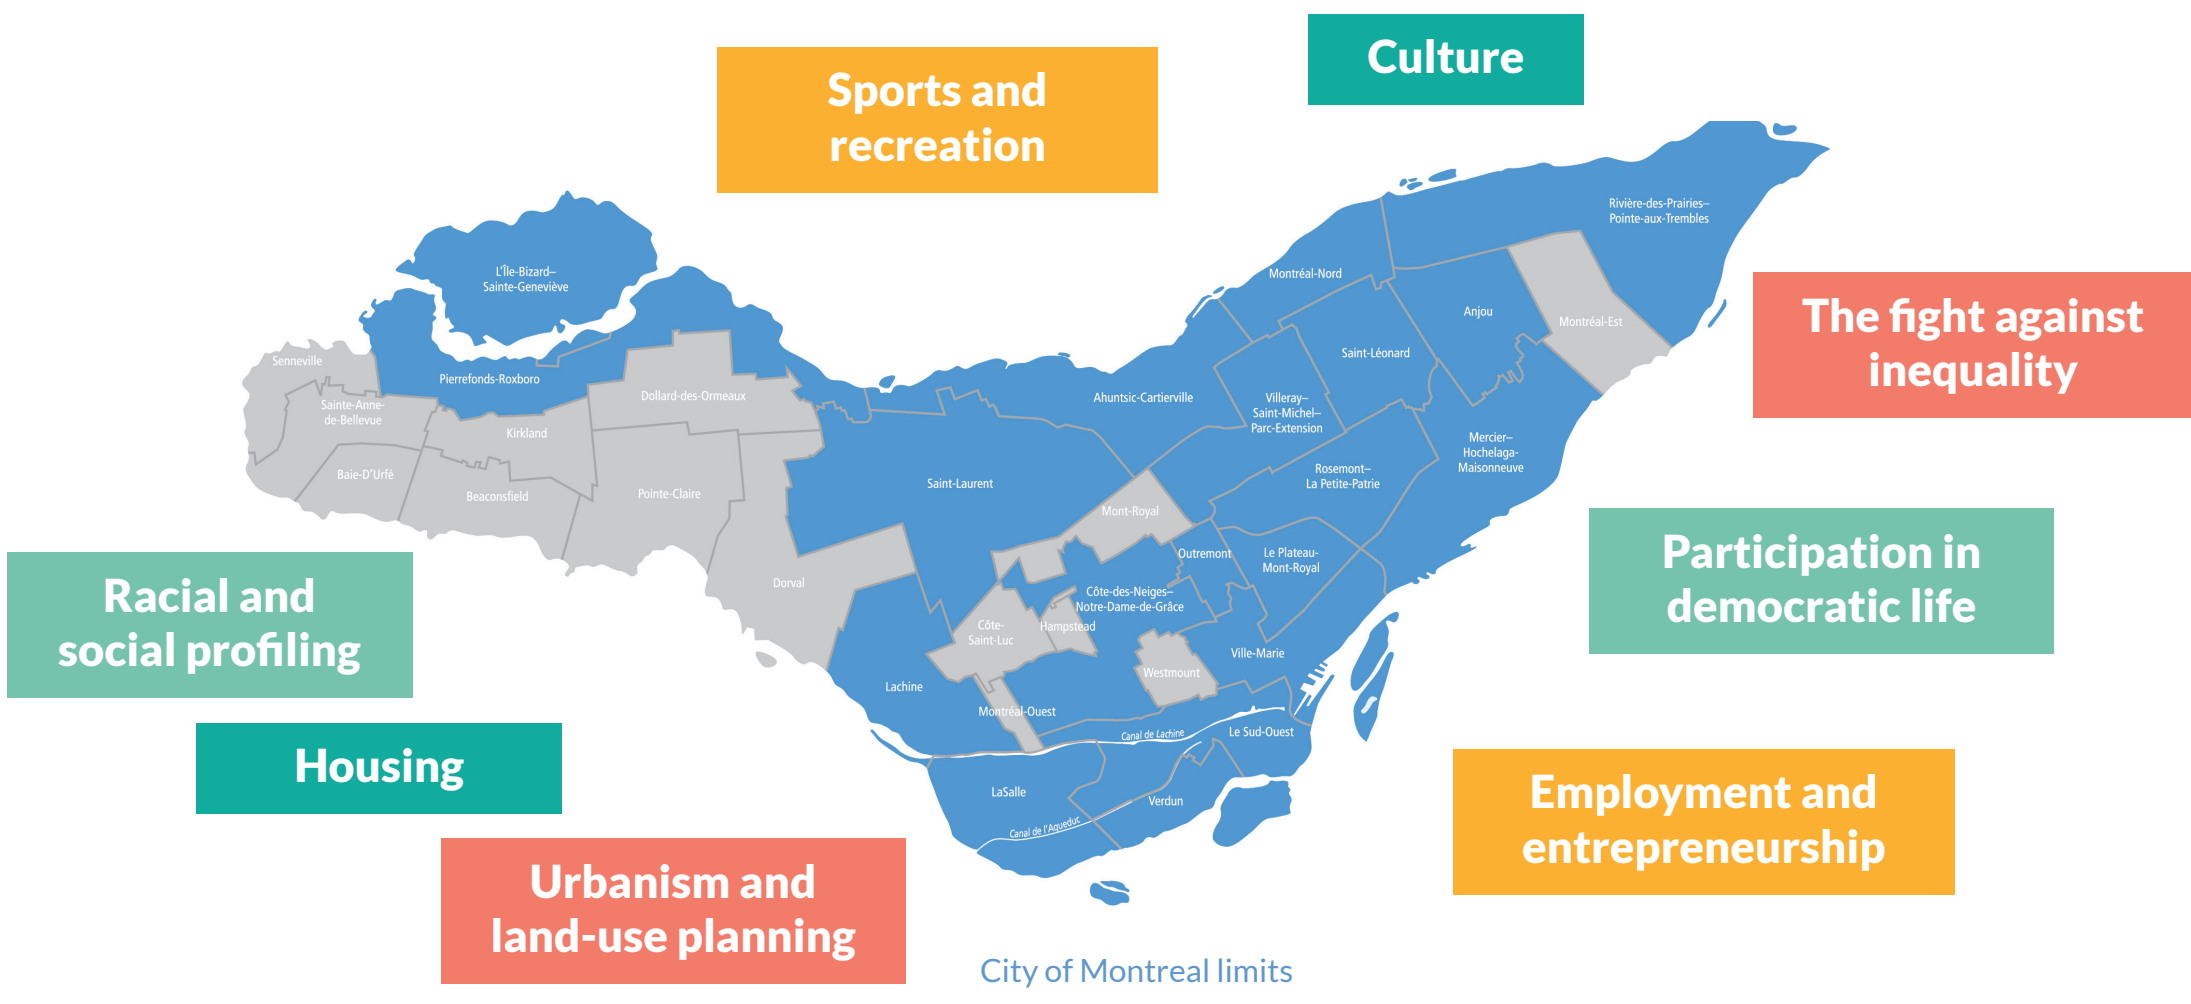 Culture
Sports and
recreation
Rivière-des-Prairies–
Pointe-aux-Trembles
L'Île-Bizard–
Sainte-Geneviève
Montréal-Nord
Anjou
Montréal-Est
The fight against
inequality
Senneville
Saint-Léonard
Pierrefonds-Roxboro
Dollard-des-Ormeaux
Ahuntsic-Cartierville
Villeray–
Saint-Michel–
Parc-Extension
Sainte-Anne-
de-Bellevue
Kirkland
Mercier–
Hochelaga-
Maisonneuve
Baie-D'Urfé
Beaconsfield
Pointe-Claire
Saint-Laurent
Rosemont–
La Petite-Patrie
Mont-Royal
Outremont
Le Plateau-
Mont-Royal
Participation in
democratic life
Racial and
social profiling
Dorval
Côte-des-Neiges–
Notre-Dame-de-Grâce
Côte-
Saint-Luc
Hampstead
Ville-Marie
Westmount
Lachine
Montréal-Ouest
Canal de Lachine
Le Sud-Ouest
Housing
LaSalle
Verdun
Canal de l'Aqueduc
Employment and
entrepreneurship
Urbanism and
land-use planning
City of Montreal limits